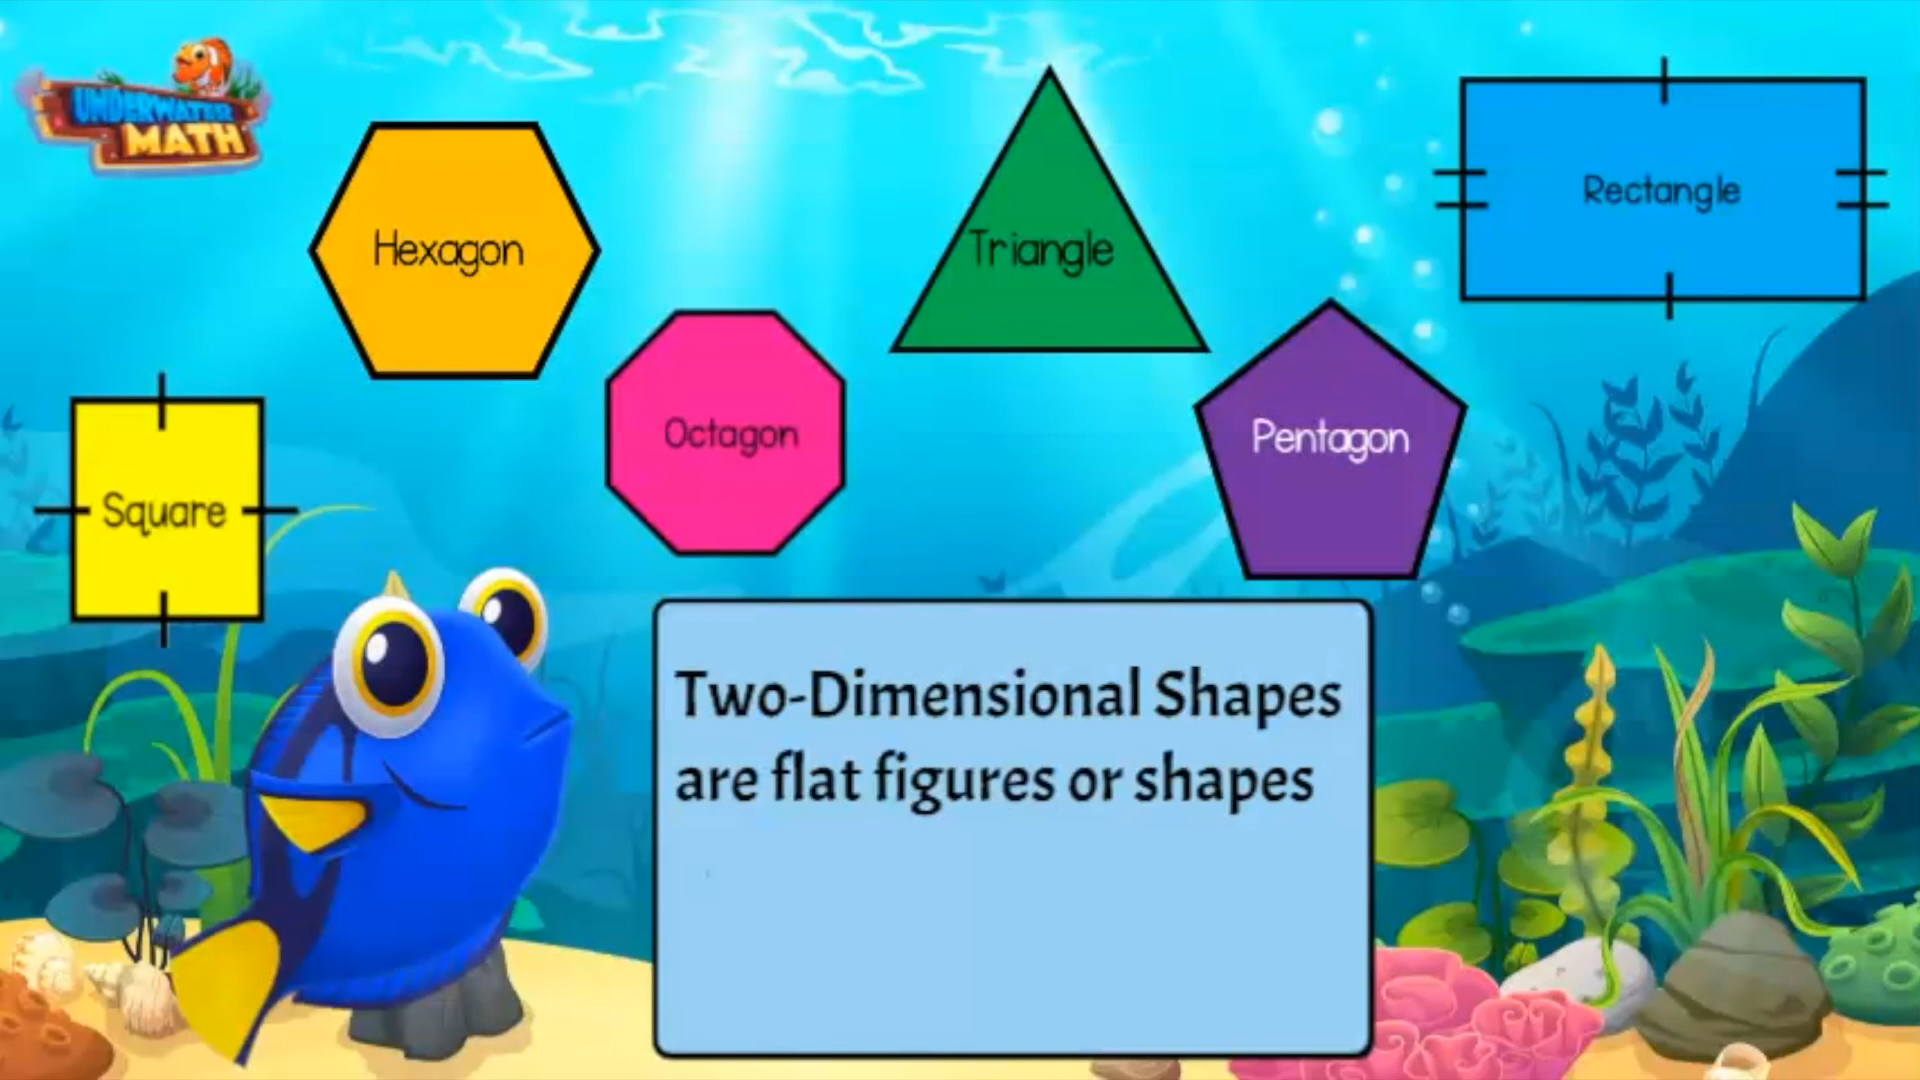 UNDERWATER
MATH
Hexagon
Triangle
Rectangle
Octagon
Pentagon
Square
Two-Dimensional Shapes
are flat figures or shapes